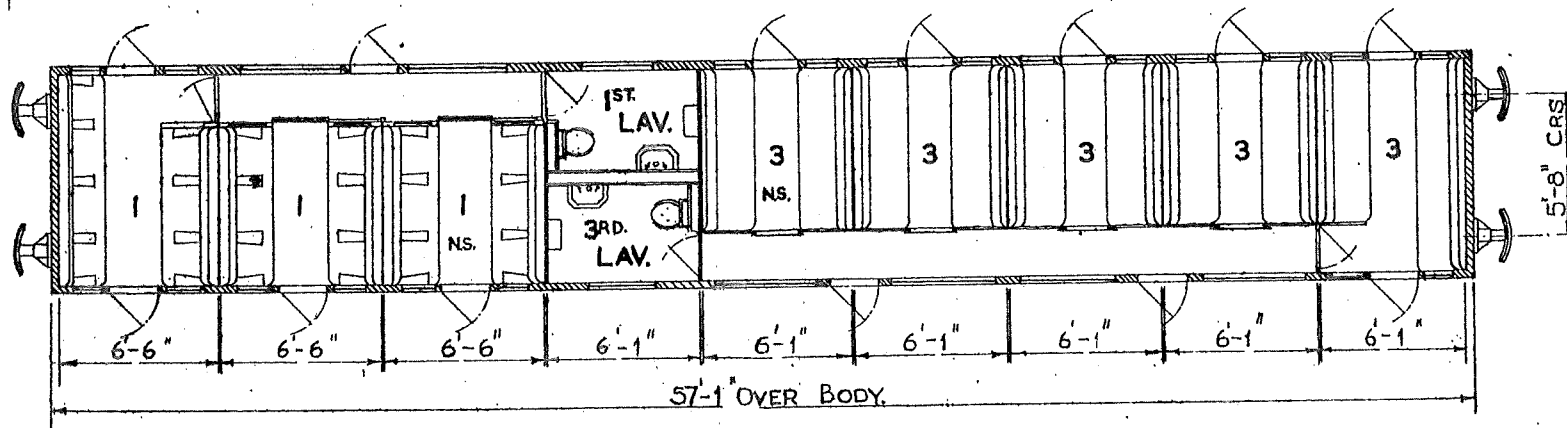 1ST.
LAV.
3RD.
LAV.
1
1
1
N.S.
3
N.S.
3
3
3
3
5'-8" CRS
6'-6"
6'-6"
6'-6"
6'-1"
6'-1"
6'-1"
6'-1"
6'-1"
6'-1"
57'-1" OVER BODY.